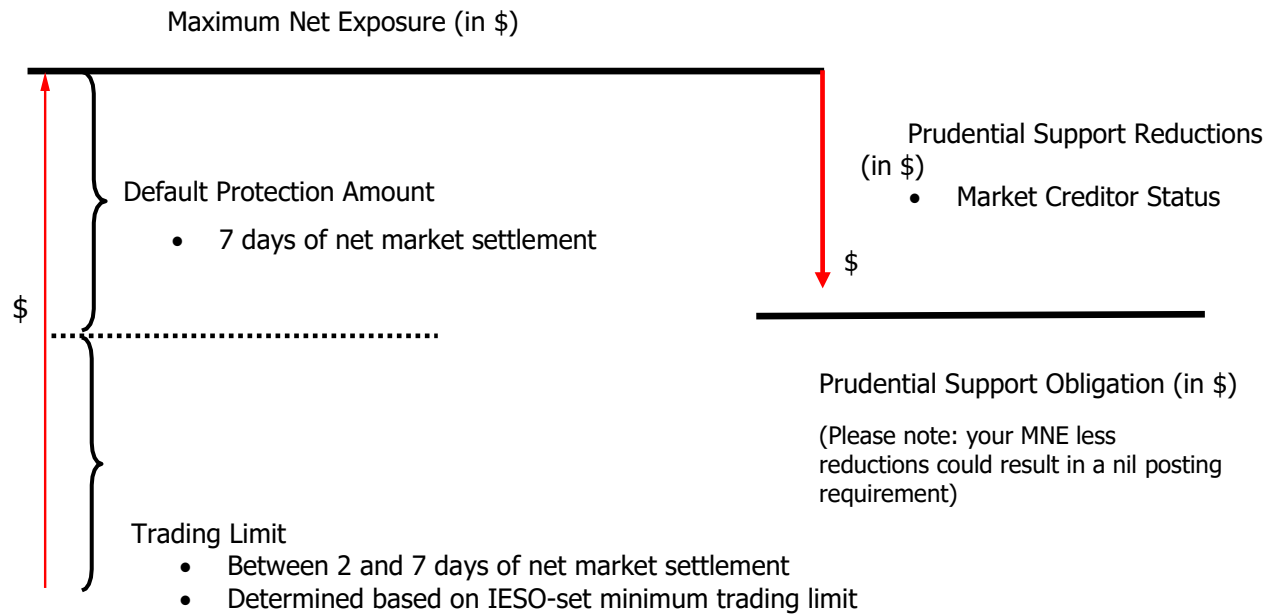 Maximum Net Exposure (in $)
Prudential Support Reductions
(in $)
• Market Creditor Status
Default Protection Amount
• 7 days of net market settlement
$
$
Prudential Support Obligation (in $)
(Please note: your MNE less
reductions could result in a nil posting
requirement)
Trading Limit
• Between 2 and 7 days of net market settlement
• Determined based on IESO-set minimum trading limit